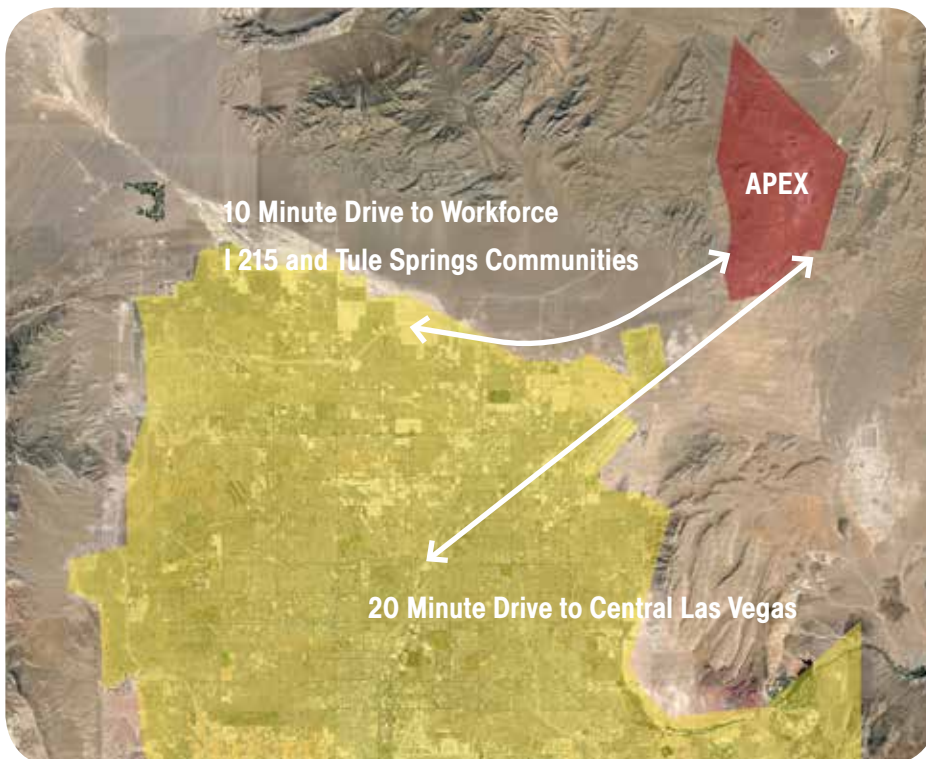 APEX
10 Minute Drive to Workforce
I 215 and Tule Springs Communities
20 Minute Drive to Central Las Vegas